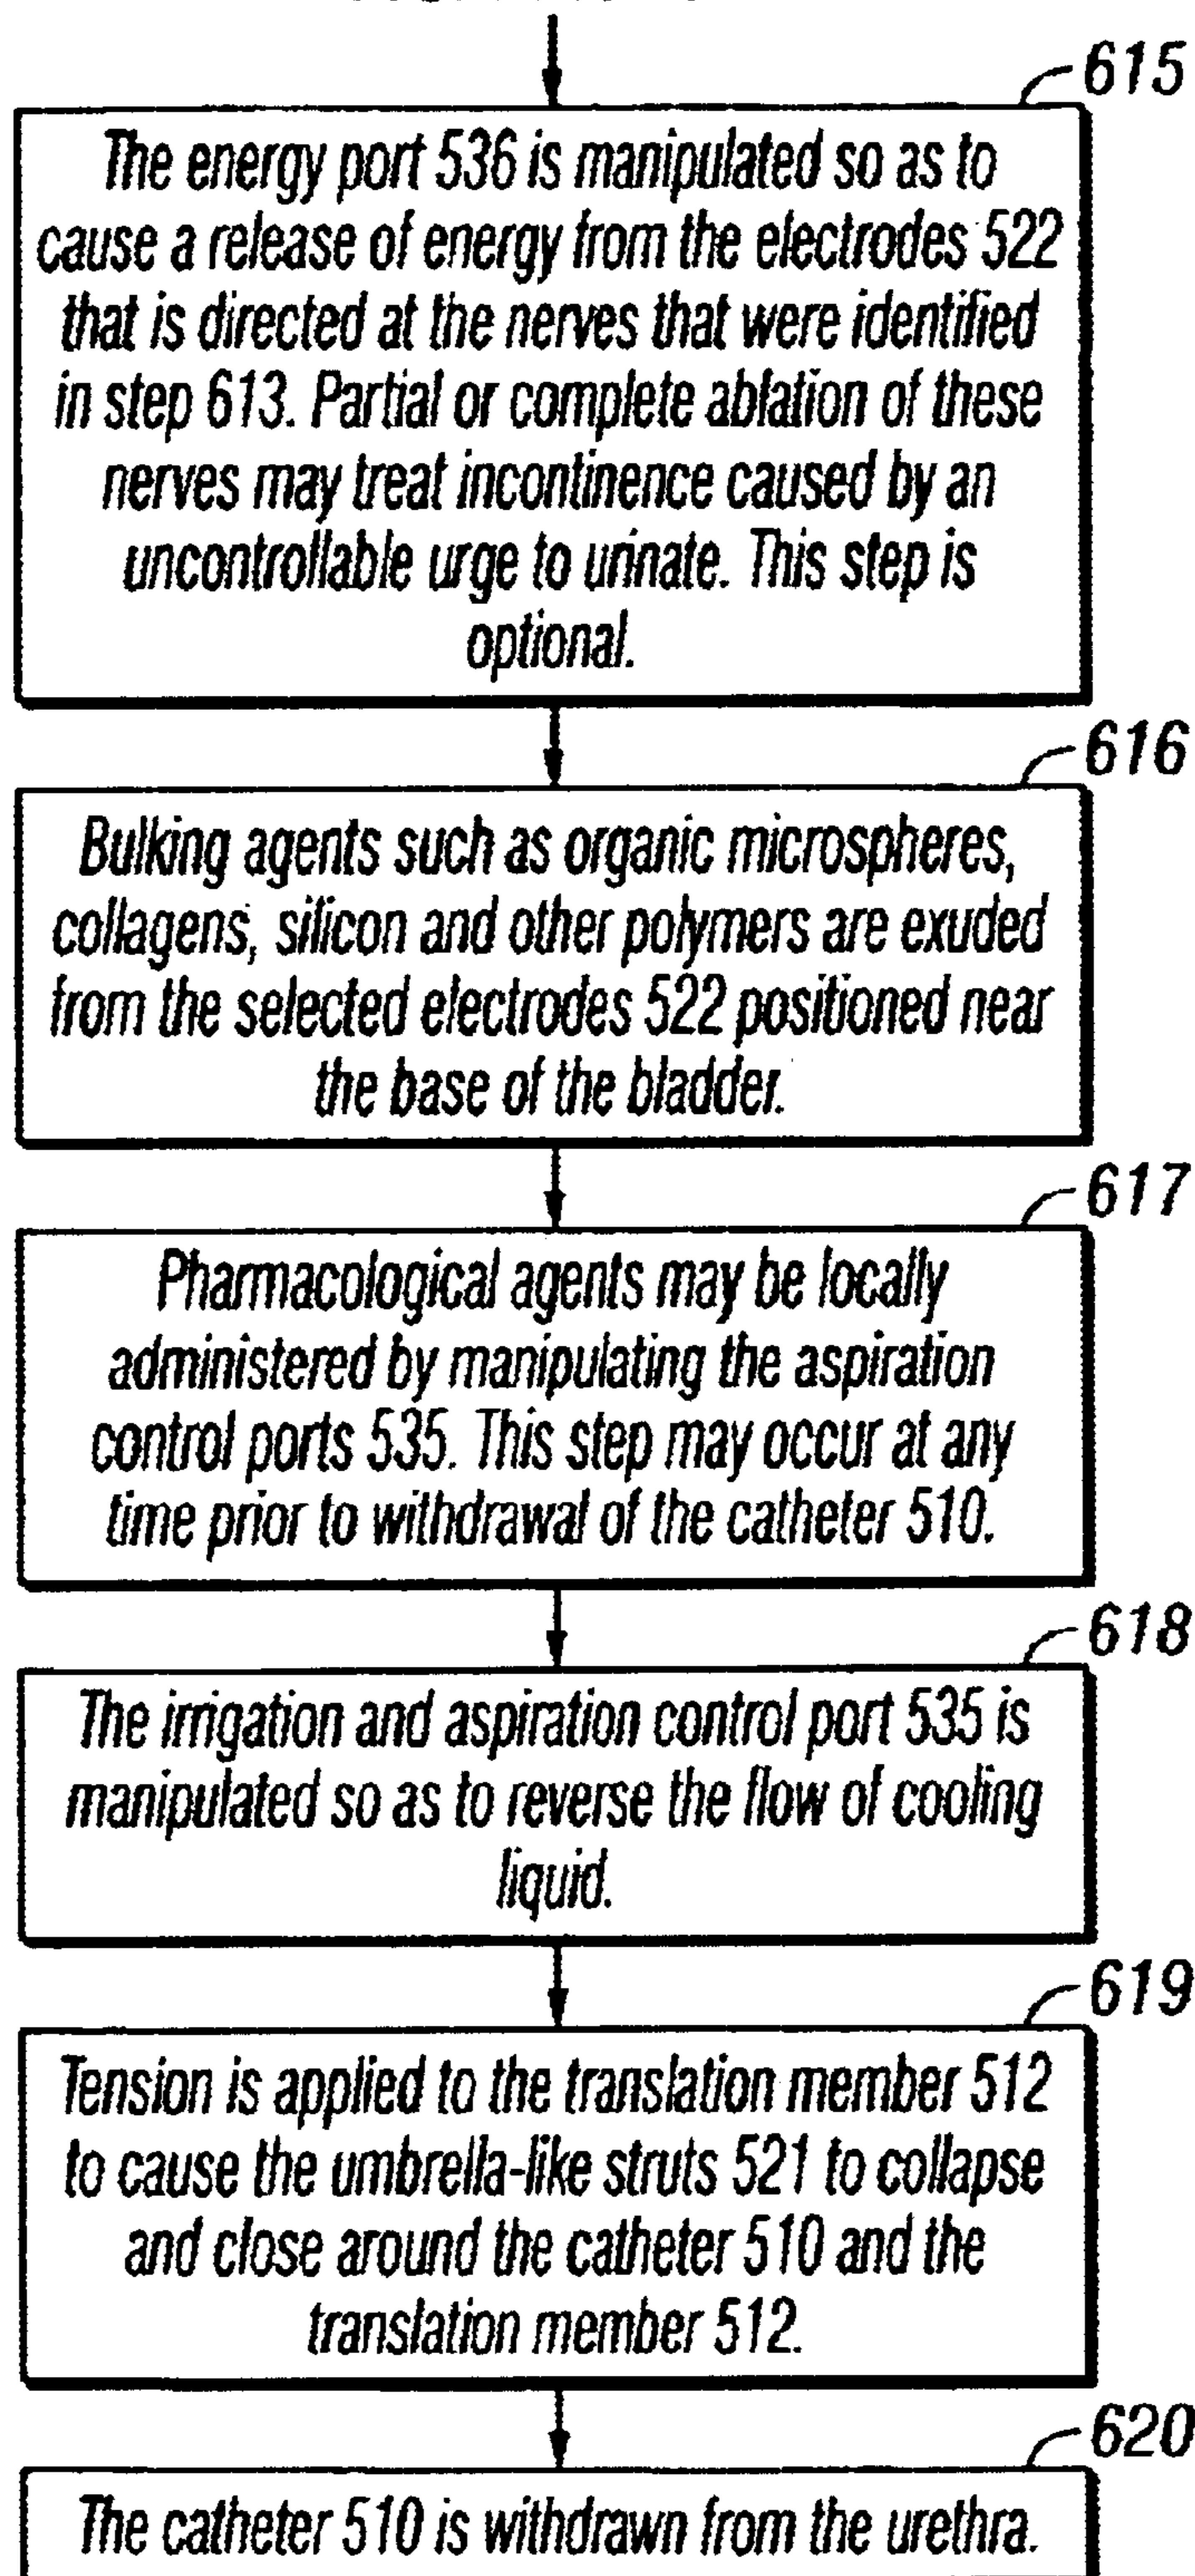 615
The energy port 536 is manipulated so as to
cause a release of energy from the electrodes 522
that is directed at the nerves that were identified
in step 613. Partial or complete ablation of these
nerves may treat incontinence caused by an
uncontrollable urge to urinate. This step is
optional.
616
Bulking agents such as organic microspheres,
collagens, silicon and other polymers are exuded
from the selected electrodes 522 positioned near
the base of the bladder.
617
Pharmacological agents may be locally
administered by manipulating the aspiration
control ports 535. This step may occur at any
time prior to withdrawal of the catheter 510.
618
The irrigation and aspiration control port 535 is
manipulated so as to reverse the flow of cooling
liquid.
619
Tension is applied to the translation member 512
to cause the umbrella-like struts 521 to collapse
and close around the catheter 510 and the
translation member 512.
620
The catheter 510 is withdrawn from the urethra.